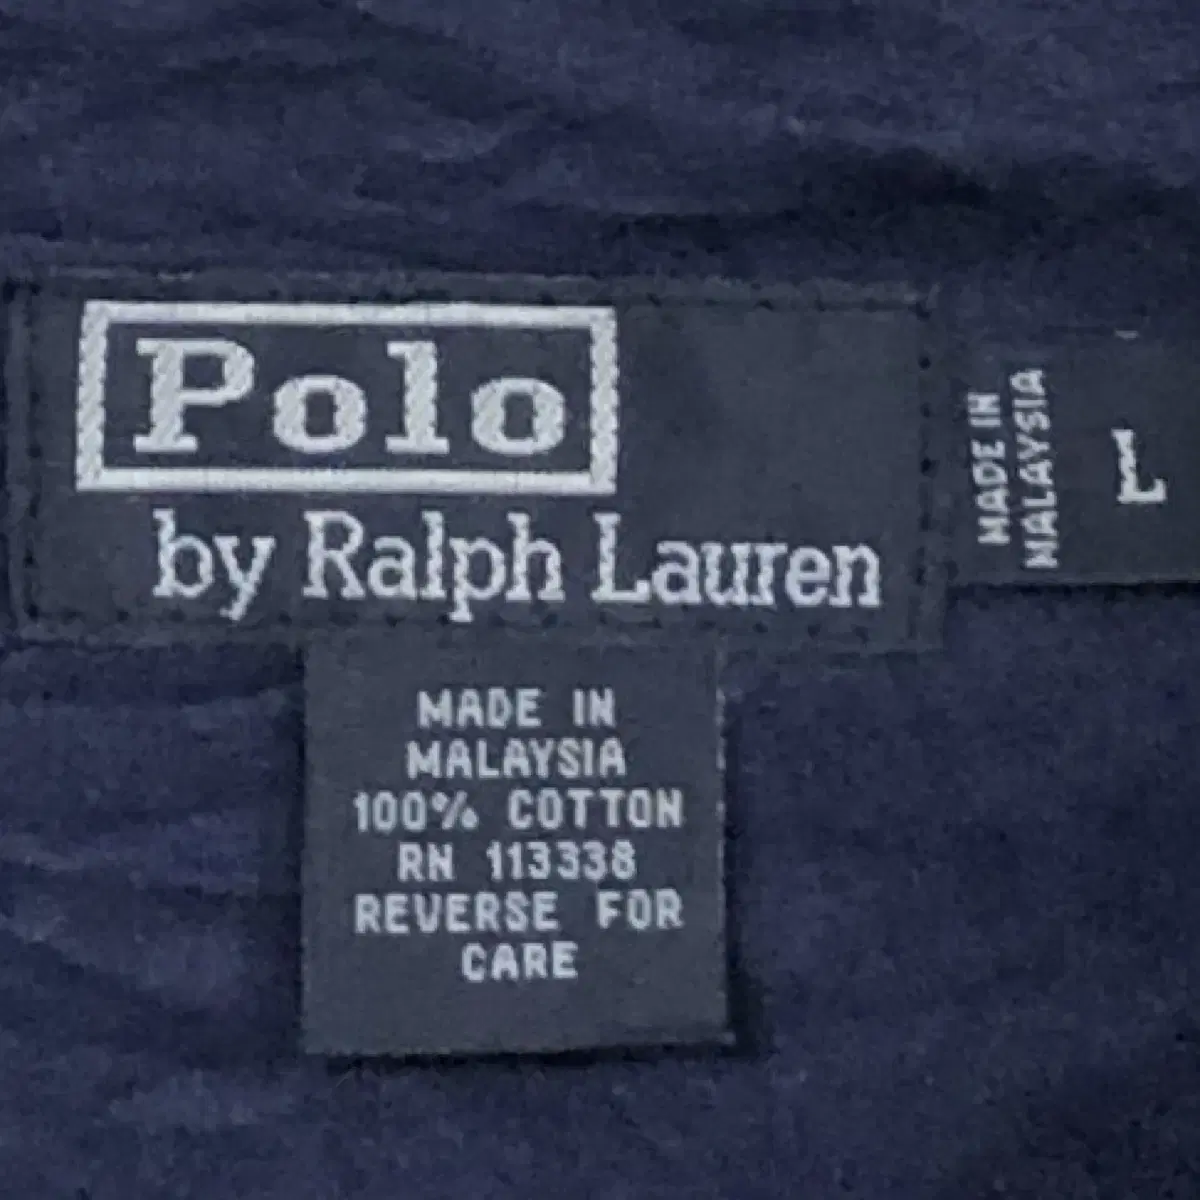 Polo
by Ralph Lauren
MADE IN
MALAYSIA
L
MADE IN
MALAYSIA
100% COTTON
RN 113338
REVERSE FOR
CARE